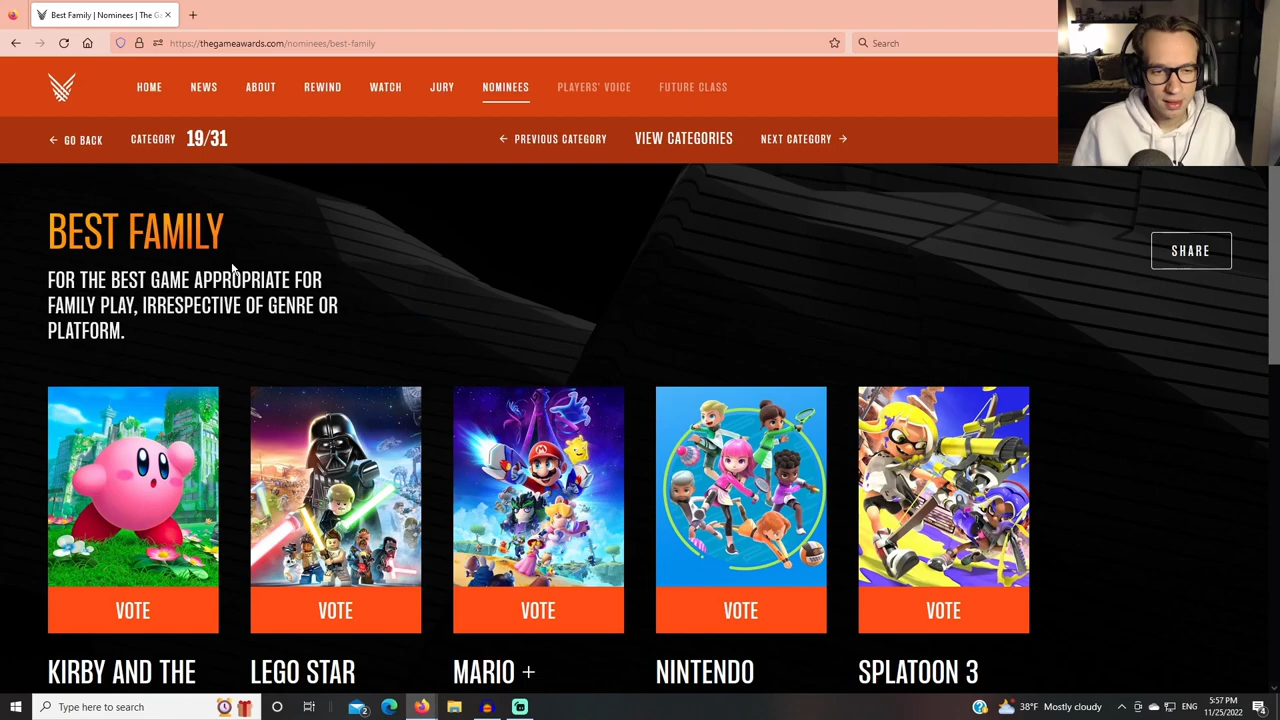 Best Family | Nominees | The Ga
https://thegameawards.com/nominees/best-family
Search
HOME NEWS ABOUT REWIND WATCH JURY NOMINEES PLAYERS' VOICE FUTURE CLASS
GO BACK CATEGORY 19/31 PREVIOUS CATEGORY VIEW CATEGORIES NEXT CATEGORY
BEST FAMILY
SHARE
FOR THE BEST GAME APPROPRIATE FOR
FAMILY PLAY, IRRESPECTIVE OF GENRE OR
PLATFORM.
VOTE VOTE VOTE VOTE VOTE
KIRBY AND THE LEGO STAR MARIO + NINTENDO SPLATOON 3
Type here to search
2
38°F Mostly cloudy
ENG
5:57 PM
11/25/2022
4